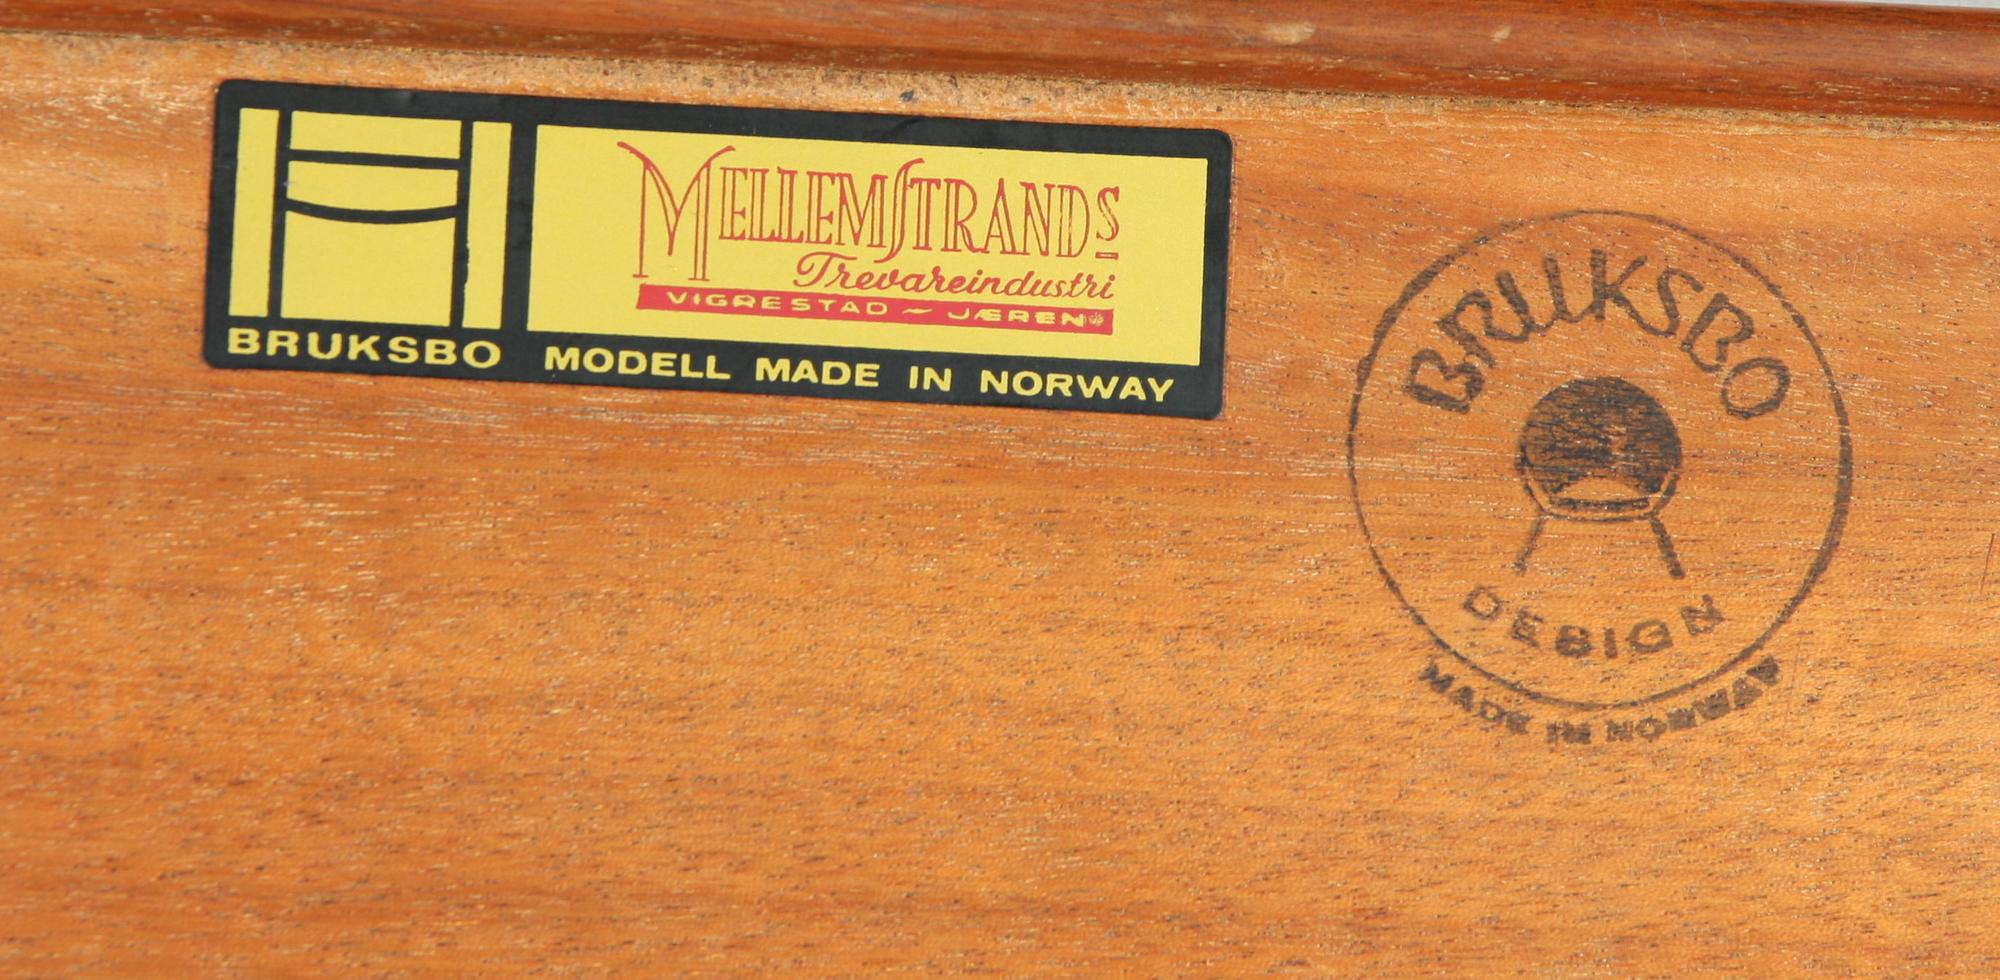 MELLEMSTRANDS
Trevareindustri
VIGRESTAD ~ JÆREN
BRUKSBO MODELL MADE IN NORWAY
BRUKSBO
DESIGN
MADE IN NORWAY